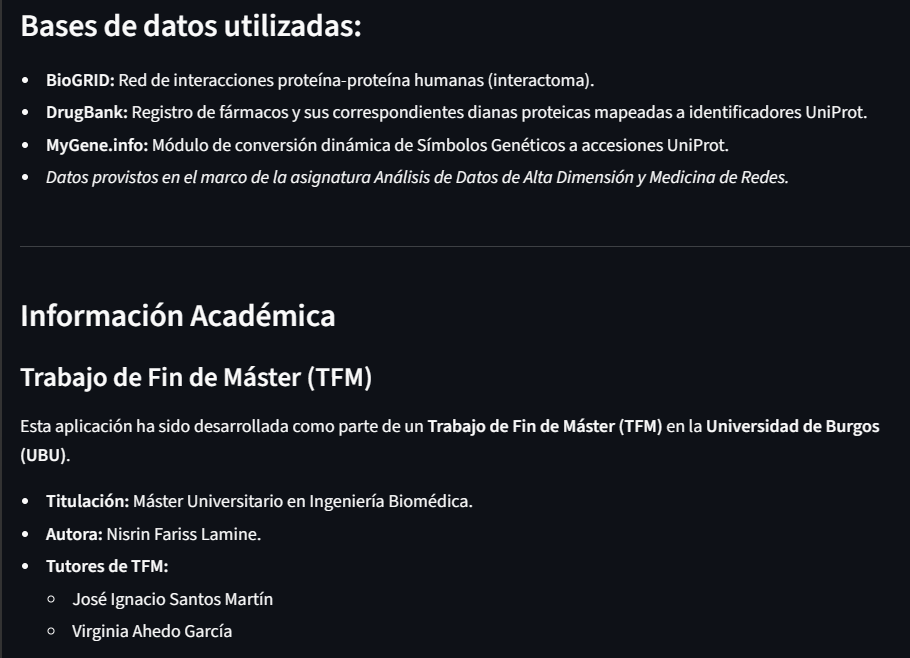 Bases de datos utilizadas:
BioGRID: Red de interacciones proteína-proteína humanas (interactoma).
DrugBank: Registro de fármacos y sus correspondientes dianas proteicas mapeadas a identificadores UniProt.
MyGene.info: Módulo de conversión dinámica de Símbolos Genéticos a accesiones UniProt.
Datos provistos en el marco de la asignatura Análisis de Datos de Alta Dimensión y Medicina de Redes.
Información Académica
Trabajo de Fin de Máster (TFM)
Esta aplicación ha sido desarrollada como parte de un Trabajo de Fin de Máster (TFM) en la Universidad de Burgos
(UBU).
Titulación: Máster Universitario en Ingeniería Biomédica.
Autora: Nisrin Fariss Lamine.
Tutores de TFM:
José Ignacio Santos Martín
Virginia Ahedo García